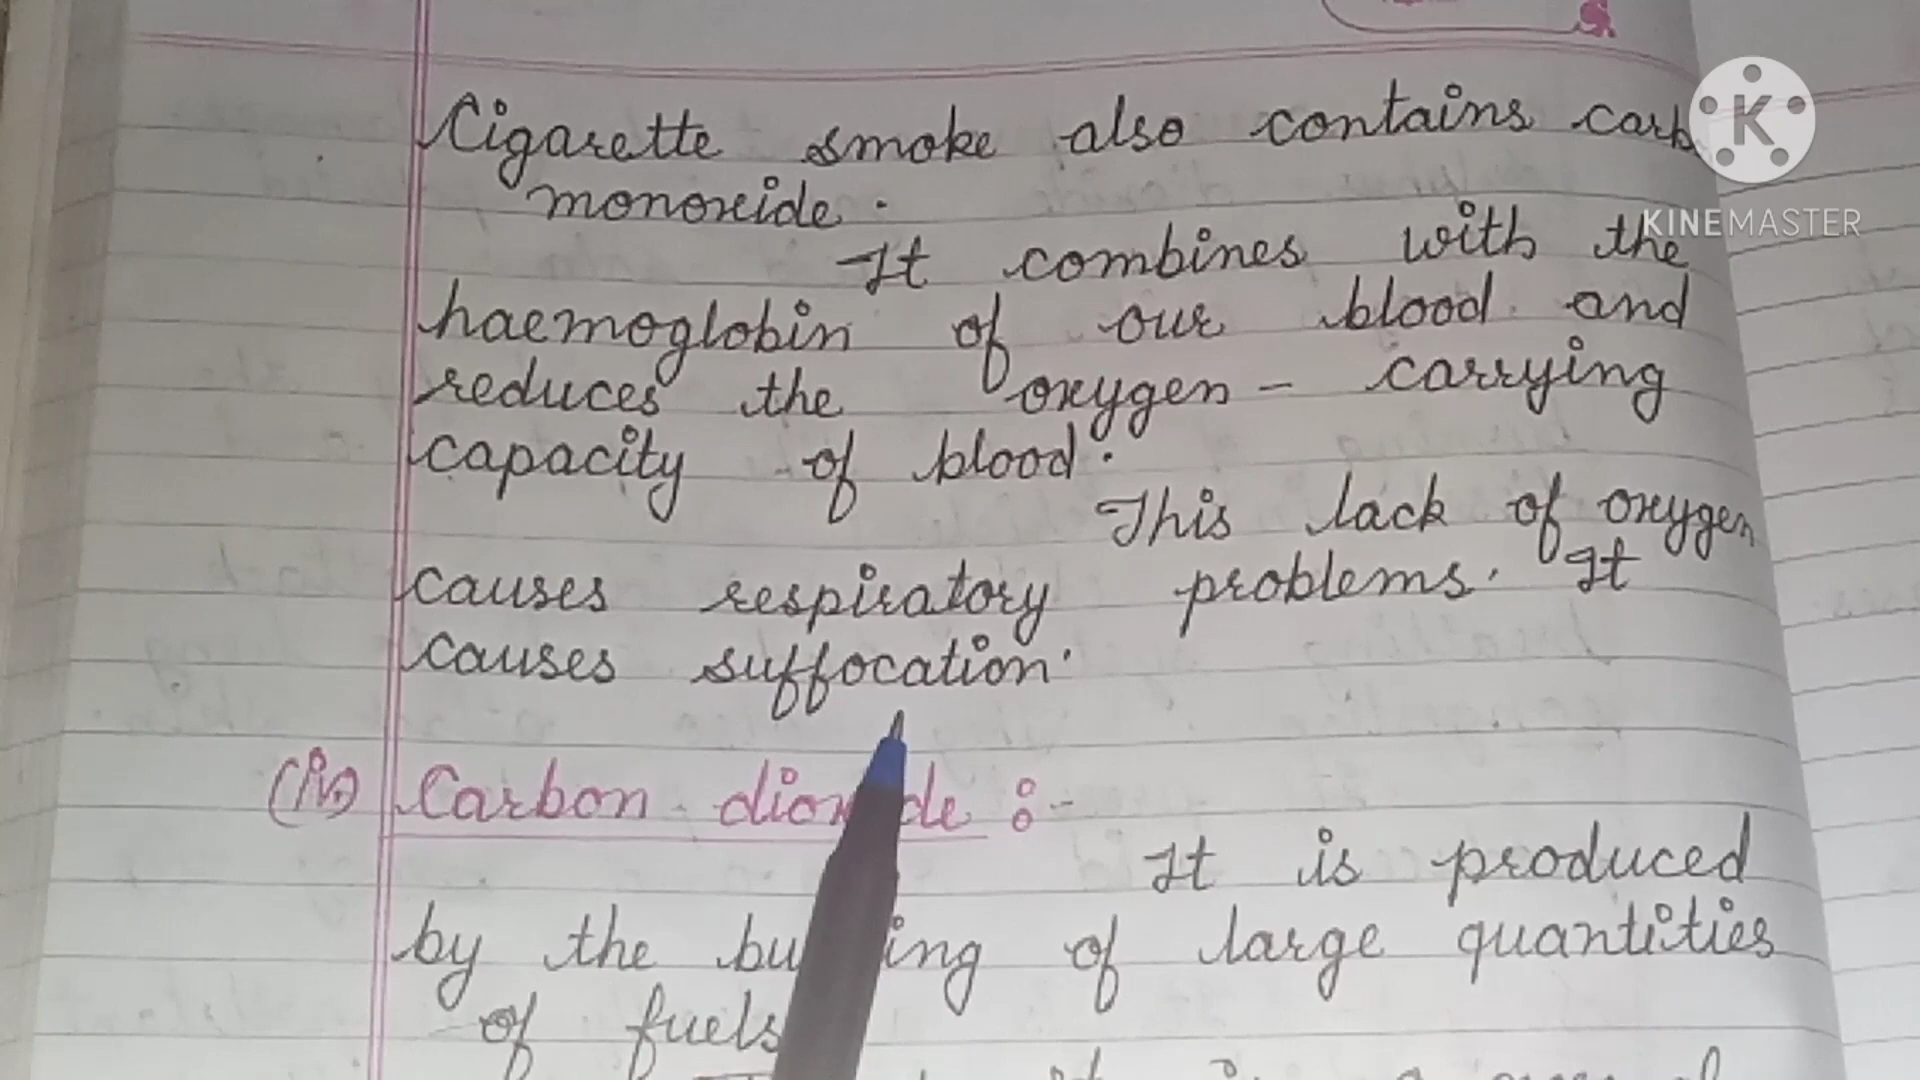 Cigarette smoke also contains carb
monoxide.
It combines with the
haemoglobin of our blood and
reduces the oxygen - carrying
capacity of blood.
This lack of oxygen
causes respiratory problems. It
causes suffocation.
(iv) Carbon dioxide :-
It is produced
by the burning of large quantities
of fuels
K
KINEMASTER